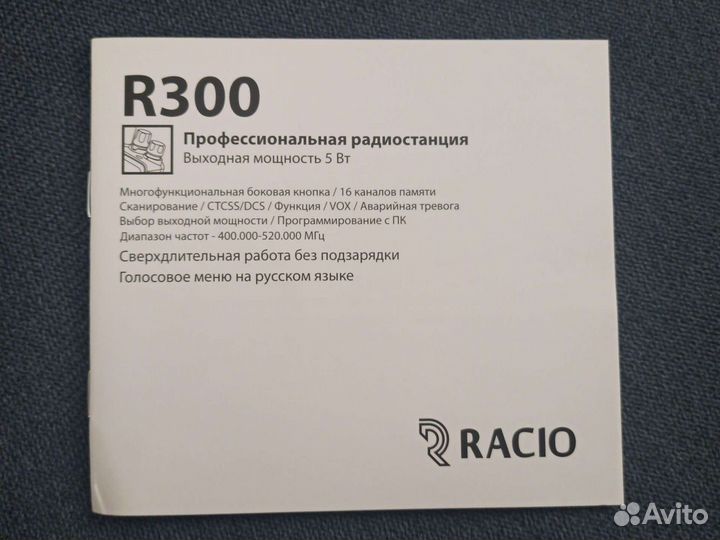 R300
Профессиональная радиостанция
Выходная мощность 5 Вт
Многофункциональная боковая кнопка / 16 каналов памяти
Сканирование / CTCSS/DCS / Функция / VOX / Аварийная тревога
Выбор выходной мощности / Программирование с ПК
Диапазон частот - 400.000-520.000 МГц
Сверхдлительная работа без подзарядки
Голосовое меню на русском языке
RACIO
Avito